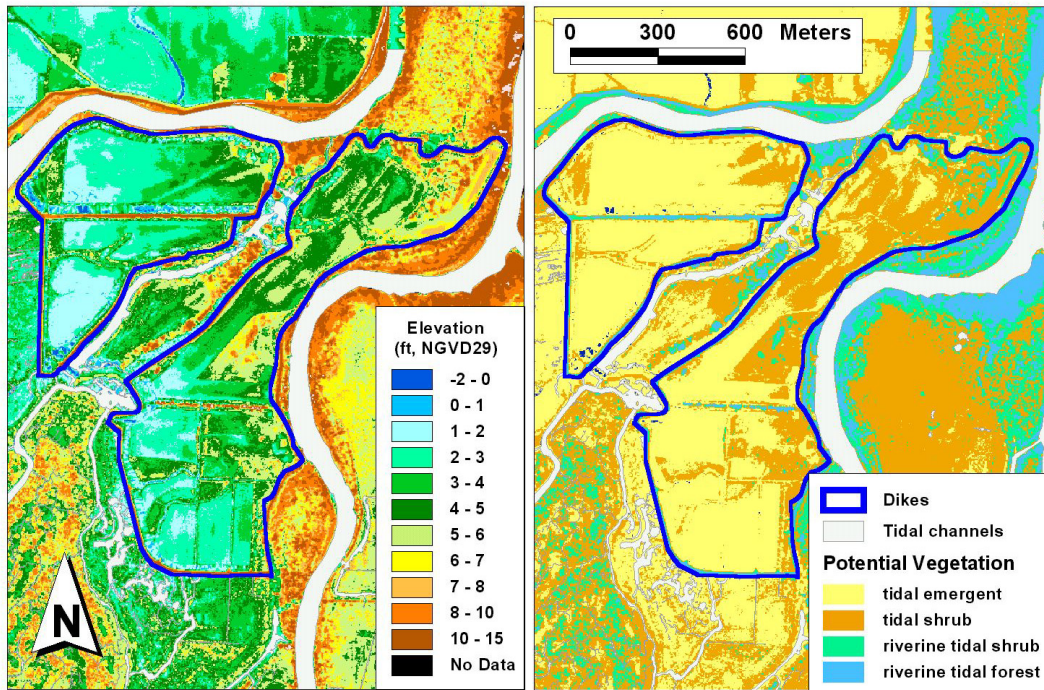 0 300 600 Meters
Elevation
(ft, NGVD29)
-2 - 0
0 - 1
1 - 2
2 - 3
3 - 4
4 - 5
5 - 6
6 - 7
7 - 8
8 - 10
10 - 15
No Data
N
Dikes
Tidal channels
Potential Vegetation
tidal emergent
tidal shrub
riverine tidal shrub
riverine tidal forest